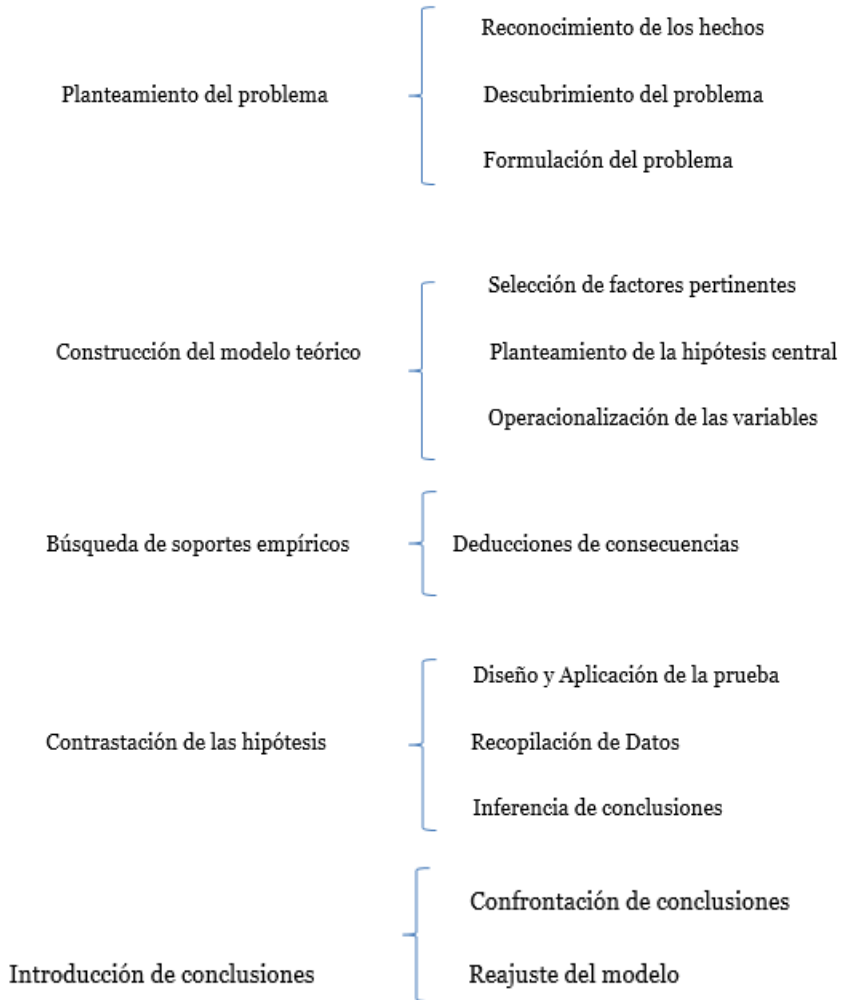 Planteamiento del problema
Reconocimiento de los hechos
Descubrimiento del problema
Formulación del problema
Construcción del modelo teórico
Selección de factores pertinentes
Planteamiento de la hipótesis central
Operacionalización de las variables
Búsqueda de soportes empíricos
Deducciones de consecuencias
Contrastación de las hipótesis
Diseño y Aplicación de la prueba
Recopilación de Datos
Inferencia de conclusiones
Introducción de conclusiones
Confrontación de conclusiones
Reajuste del modelo